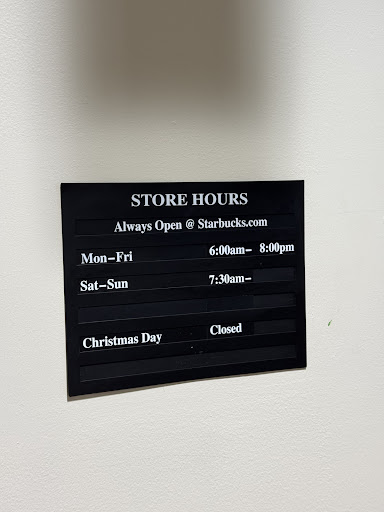 STORE HOURS
Always Open @ Starbucks.com
Mon–Fri 6:00am– 8:00pm
Sat–Sun 7:30am–
Christmas Day Closed